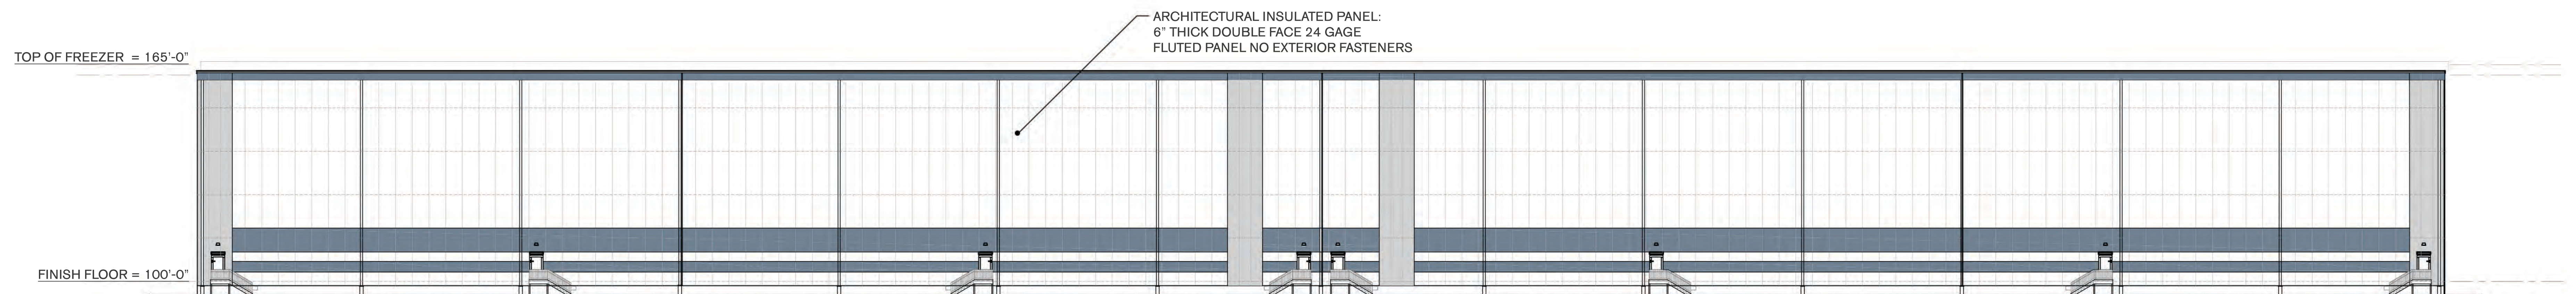 ARCHITECTURAL INSULATED PANEL:
6" THICK DOUBLE FACE 24 GAGE
FLUTED PANEL NO EXTERIOR FASTENERS
TOP OF FREEZER = 165'-0"
FINISH FLOOR = 100'-0"